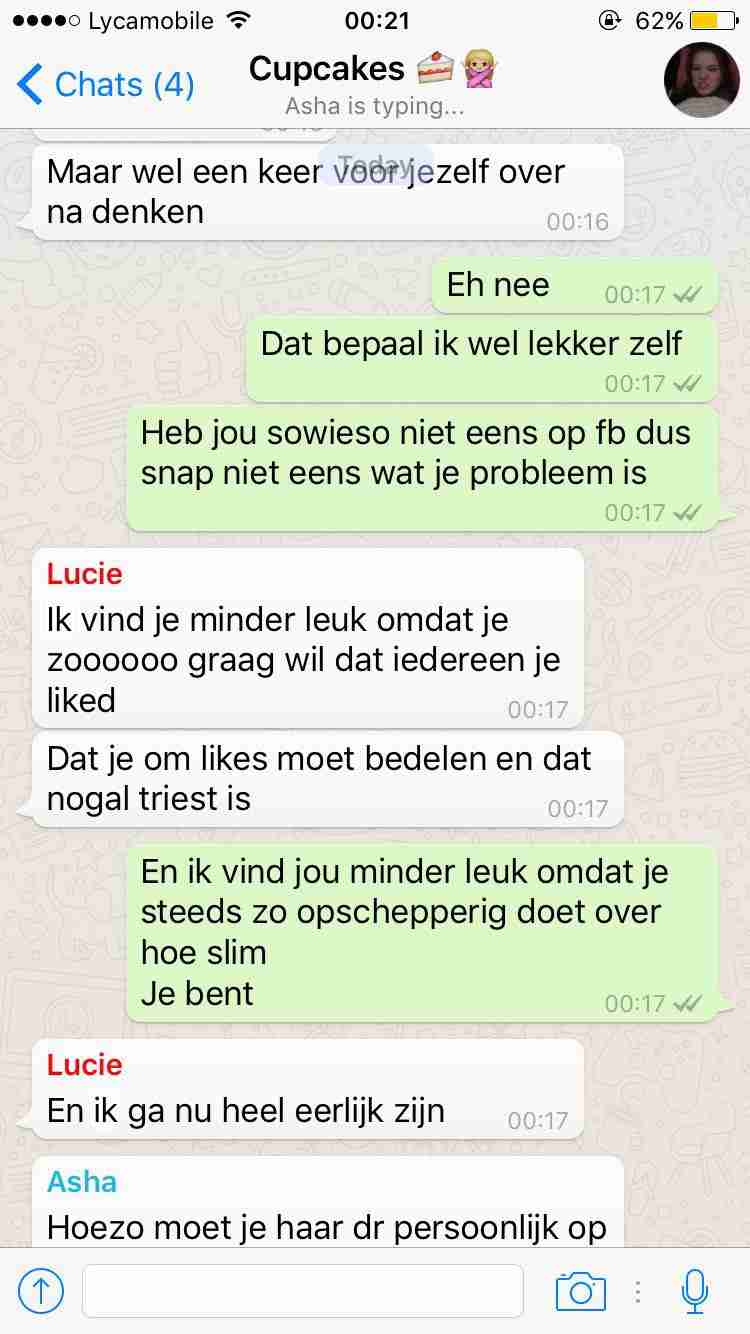 Lycamobile 00:21 62%
Chats (4) Cupcakes 🍰🙅🏼
Asha is typing...
Today
Maar wel een keer voor jezelf over
na denken
00:16
Eh nee
00:17
Dat bepaal ik wel lekker zelf
00:17
Heb jou sowieso niet eens op fb dus
snap niet eens wat je probleem is
00:17
Lucie
Ik vind je minder leuk omdat je
zoooooo graag wil dat iedereen je
liked
00:17
Dat je om likes moet bedelen en dat
nogal triest is
00:17
En ik vind jou minder leuk omdat je
steeds zo opschepperig doet over
hoe slim
Je bent
00:17
Lucie
En ik ga nu heel eerlijk zijn
00:17
Asha
Hoezo moet je haar dr persoonlijk op